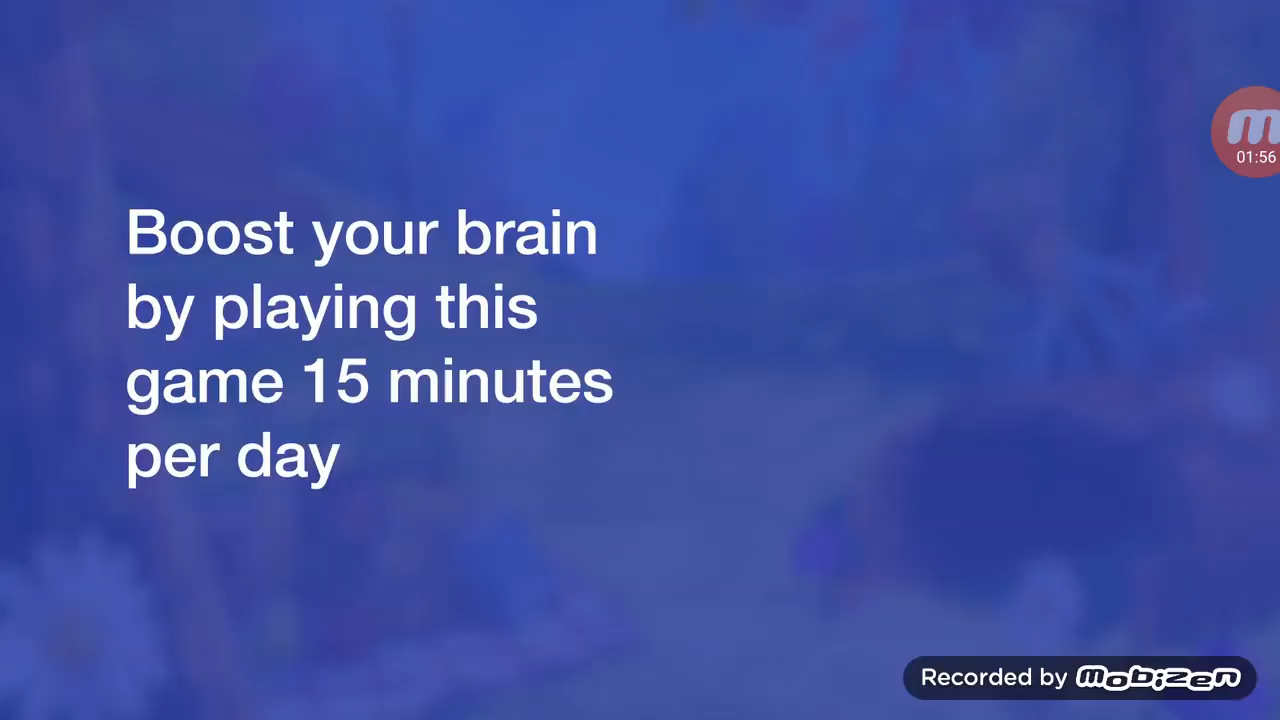 Boost your brain
by playing this
game 15 minutes
per day
m
01:56
Recorded by mobizen